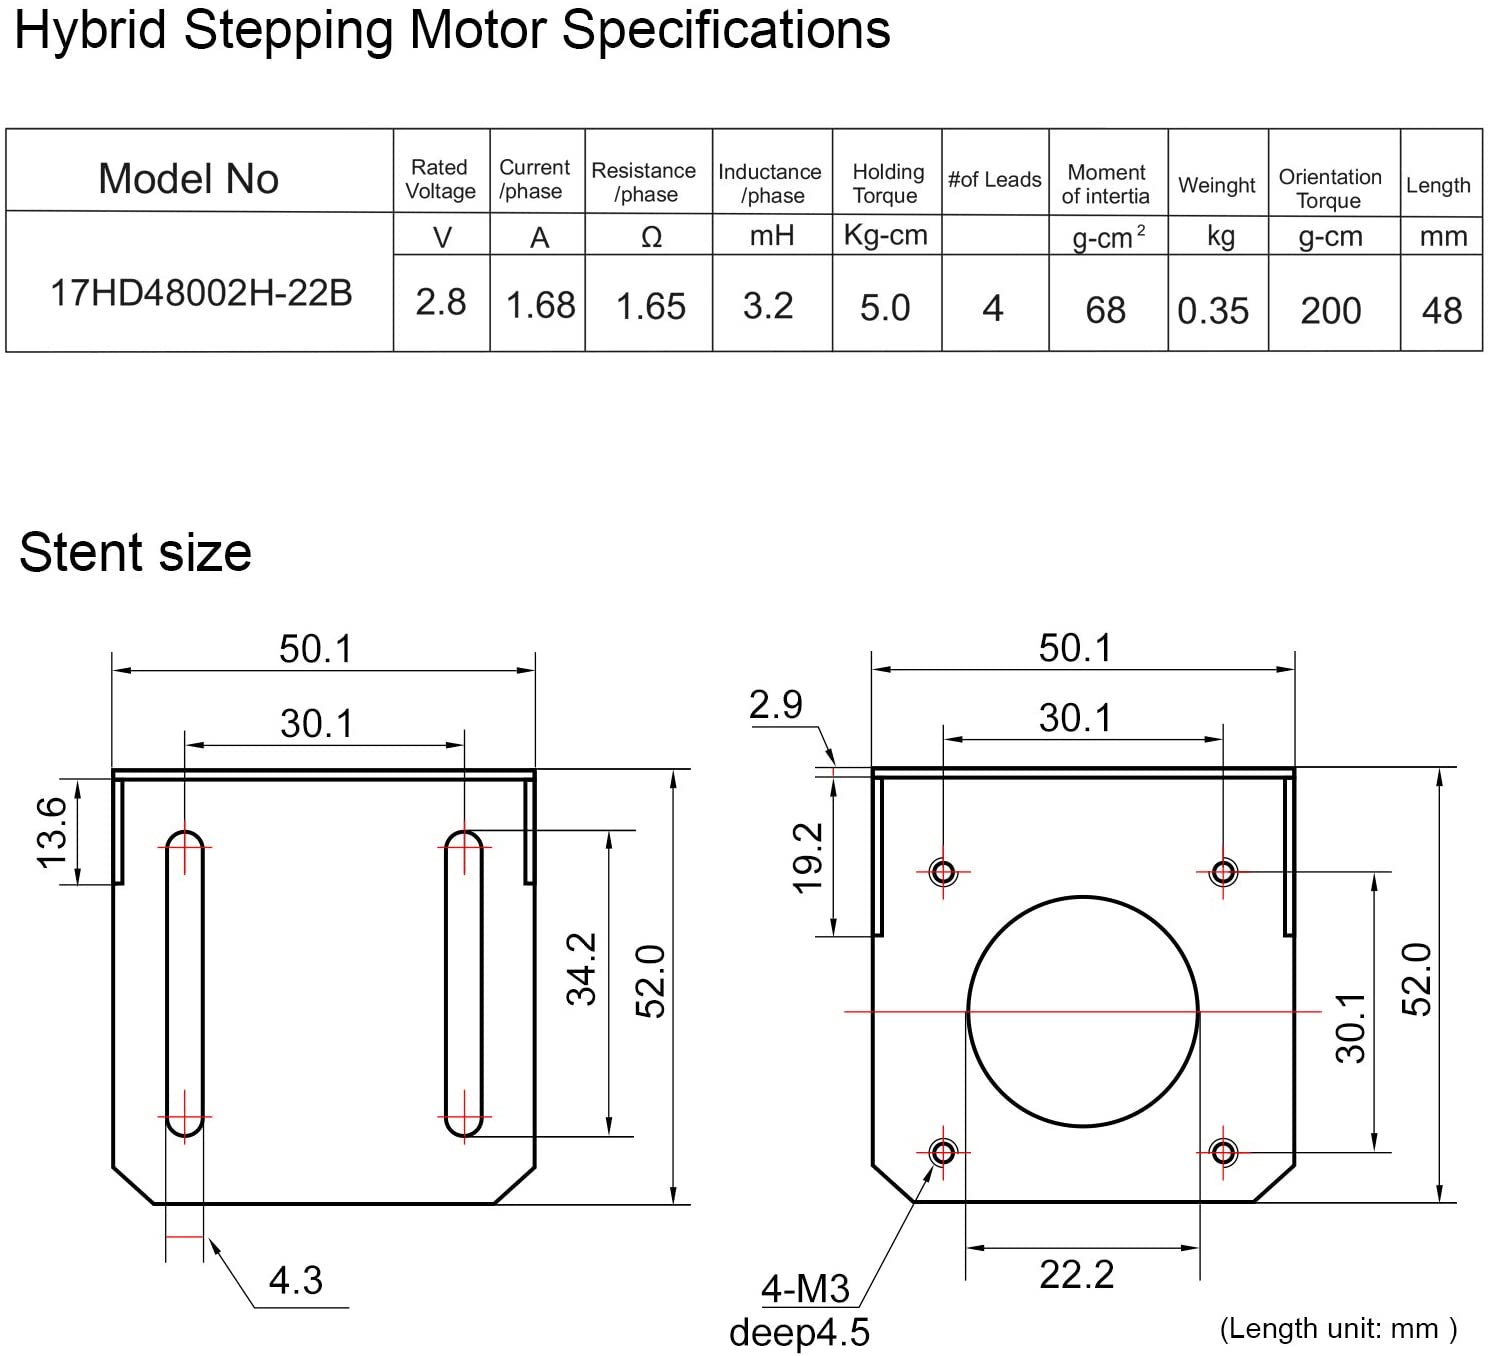 Hybrid Stepping Motor Specifications
Model No
Rated Voltage
Current /phase
Resistance /phase
Inductance /phase
Holding Torque
#of Leads
Moment of intertia
Weinght
Orientation Torque
Length
V A Ω mH Kg-cm g-cm² kg g-cm mm
17HD48002H-22B 2.8 1.68 1.65 3.2 5.0 4 68 0.35 200 48
Stent size
50.1
30.1
13.6
34.2
52.0
4.3
50.1
2.9
30.1
19.2
30.1
52.0
22.2
4-M3
deep4.5
(Length unit: mm )